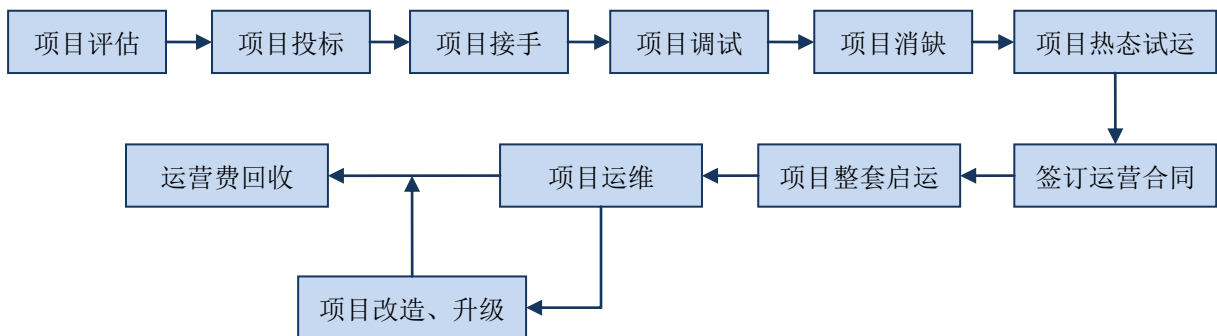 项目评估
项目投标
项目接手
项目调试
项目消缺
项目热态试运
签订运营合同
项目整套启运
项目运维
运营费回收
项目改造、升级